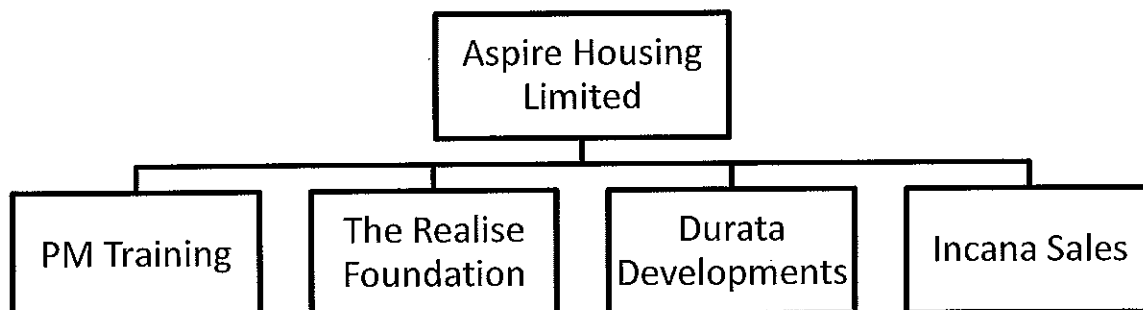 Aspire Housing
Limited
PM Training
The Realise
Foundation
Durata
Developments
Incana Sales